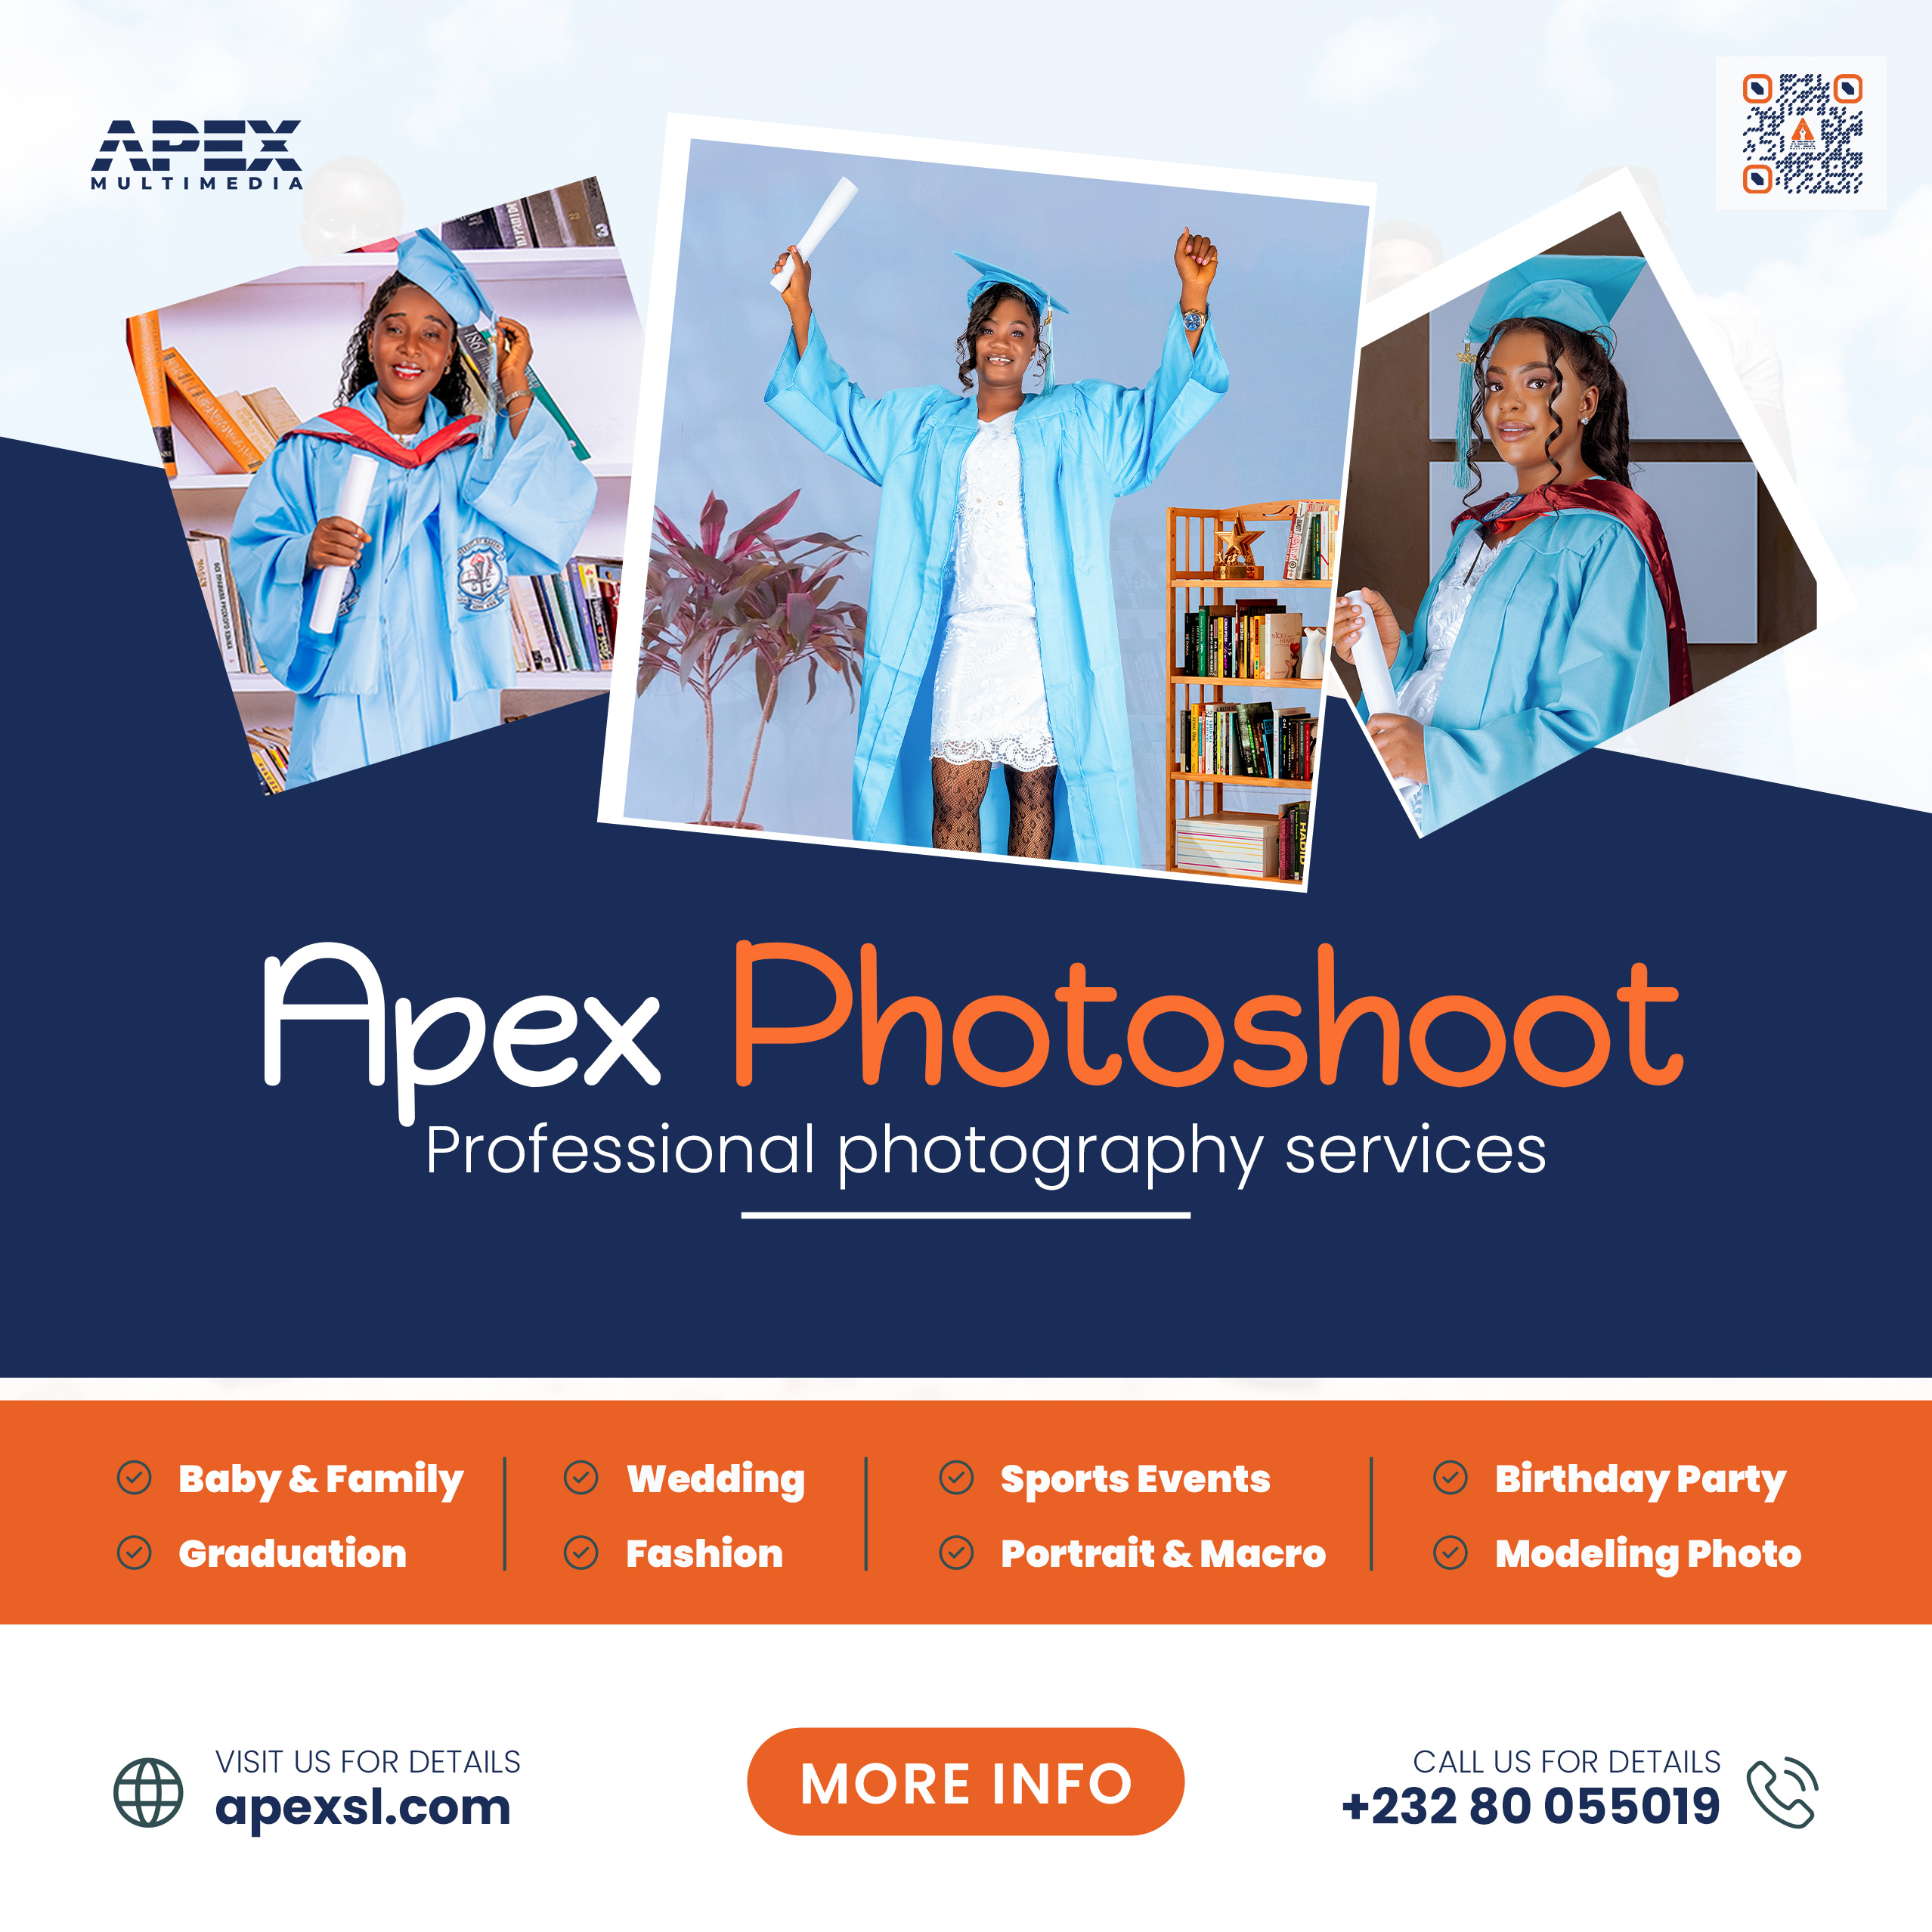 APEX
MULTIMEDIA
Apex Photoshoot
Professional photography services
Baby & Family
Wedding
Sports Events
Birthday Party
Graduation
Fashion
Portrait & Macro
Modeling Photo
VISIT US FOR DETAILS
apexsl.com
MORE INFO
CALL US FOR DETAILS
+232 80 055019